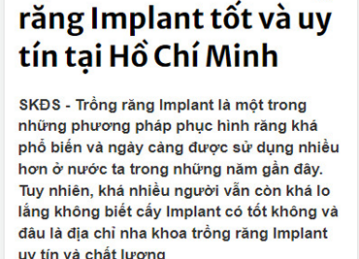 răng Implant tốt và uy
tín tại Hồ Chí Minh
SKĐS - Trồng răng Implant là một trong
những phương pháp phục hình răng khá
phổ biến và ngày càng được sử dụng nhiều
hơn ở nước ta trong những năm gần đây.
Tuy nhiên, khá nhiều người vẫn còn khá lo
lắng không biết cấy Implant có tốt không và
đâu là địa chỉ nha khoa trồng răng Implant
uy tín và chất lượng